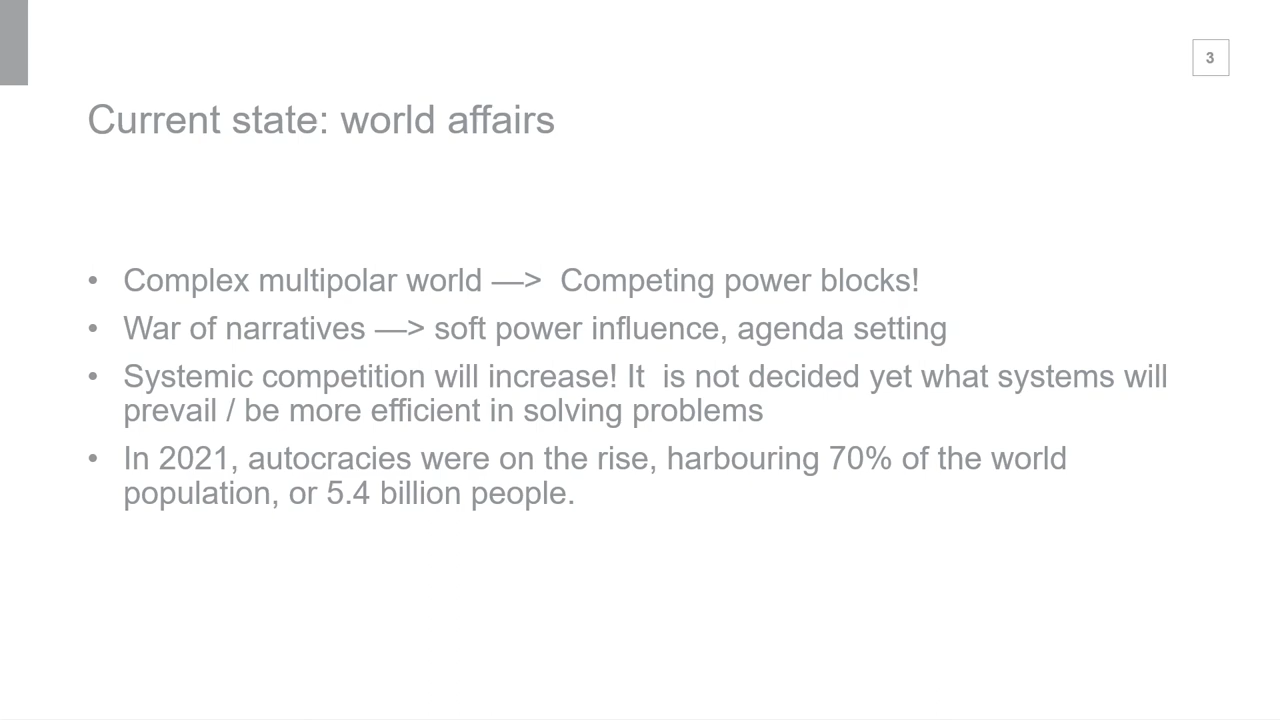 3
Current state: world affairs
• Complex multipolar world —>  Competing power blocks!
• War of narratives —> soft power influence, agenda setting
• Systemic competition will increase! It  is not decided yet what systems will
prevail / be more efficient in solving problems
• In 2021, autocracies were on the rise, harbouring 70% of the world
population, or 5.4 billion people.